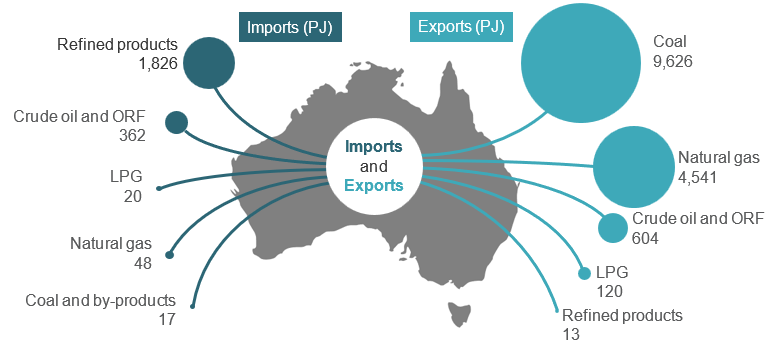 Imports (PJ)
Exports (PJ)
Refined products
1,826
Crude oil and ORF
362
LPG
20
Natural gas
48
Coal and by-products
17
Imports
and
Exports
Coal
9,626
Natural gas
4,541
Crude oil and ORF
604
LPG
120
Refined products
13